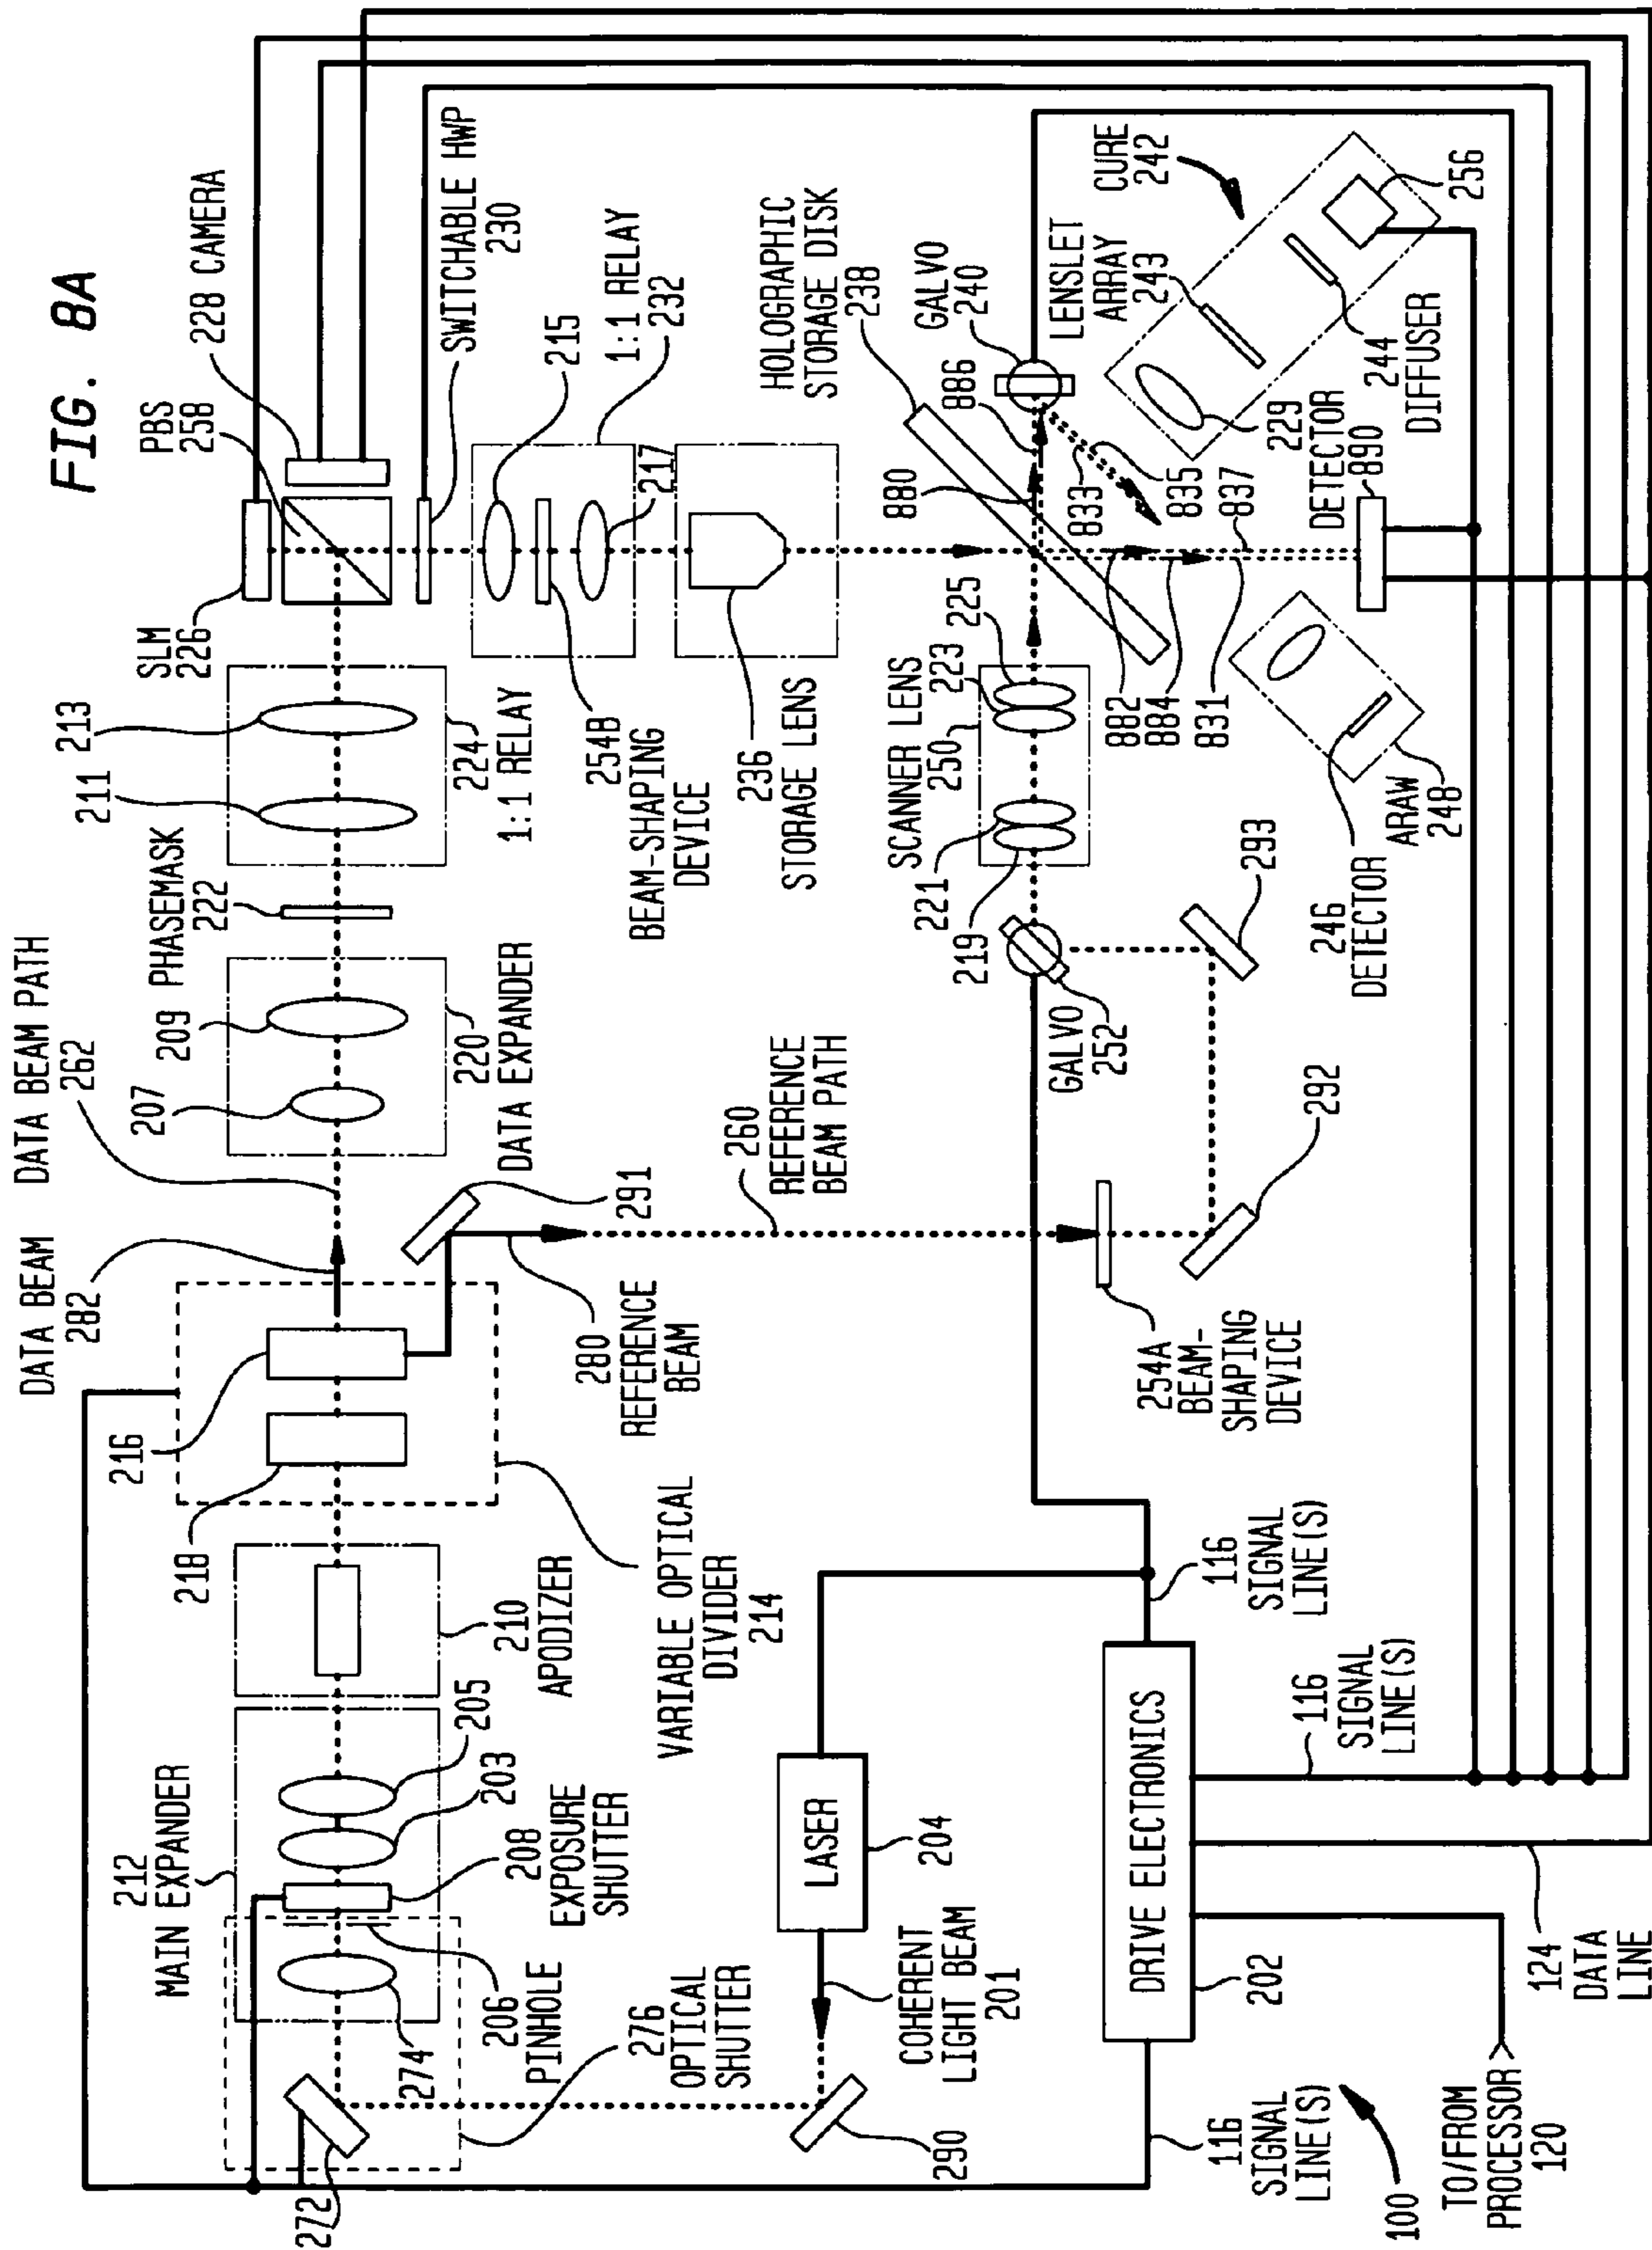 FIG. 8A
DATA BEAM PATH
262
DATA BEAM
282
216
218
212
MAIN EXPANDER
272
274
206
PINHOLE
208
EXPOSURE
SHUTTER
203
205
210
APODIZER
276
OPTICAL
SHUTTER
VARIABLE OPTICAL
DIVIDER
214
280
REFERENCE
BEAM
291
207
209
220
DATA EXPANDER
PHASEMASK
222
211
213
224
1:1 RELAY
SLM
226
PBS
258
228 CAMERA
SWITCHABLE HWP
230
215
1:1 RELAY
232
217
254B
BEAM-SHAPING
DEVICE
236
STORAGE LENS
HOLOGRAPHIC
STORAGE DISK
238
GALVO
240
LENSLET
ARRAY
243
CURE
242
256
244
DIFFUSER
229
DETECTOR
890
886
880
833
835
837
882
884
831
SCANNER LENS
250
223
225
221
219
246
DETECTOR
ARAW
248
293
GALVO
252
292
260
REFERENCE
BEAM PATH
254A
BEAM-
SHAPING
DEVICE
LASER
204
COHERENT
LIGHT BEAM
201
290
DRIVE ELECTRONICS
202
116
SIGNAL
LINE(S)
116
SIGNAL
LINE(S)
116
SIGNAL
LINE(S)
124
DATA
LINE
TO/FROM
PROCESSOR
120
100